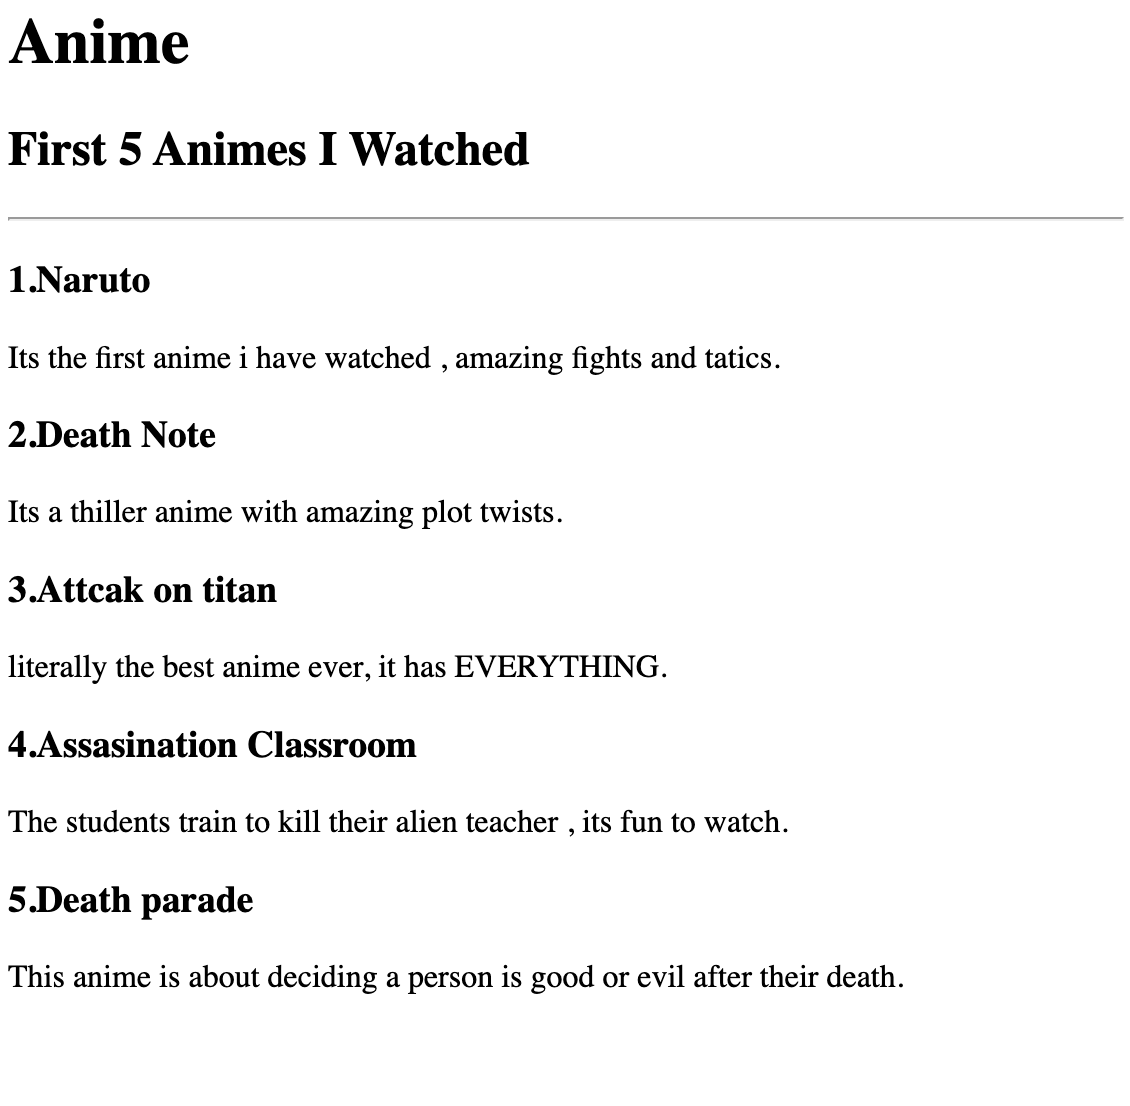 Anime
First 5 Animes I Watched
1.Naruto
Its the first anime i have watched , amazing fights and tatics.
2.Death Note
Its a thiller anime with amazing plot twists.
3.Attcak on titan
literally the best anime ever, it has EVERYTHING.
4.Assasination Classroom
The students train to kill their alien teacher , its fun to watch.
5.Death parade
This anime is about deciding a person is good or evil after their death.